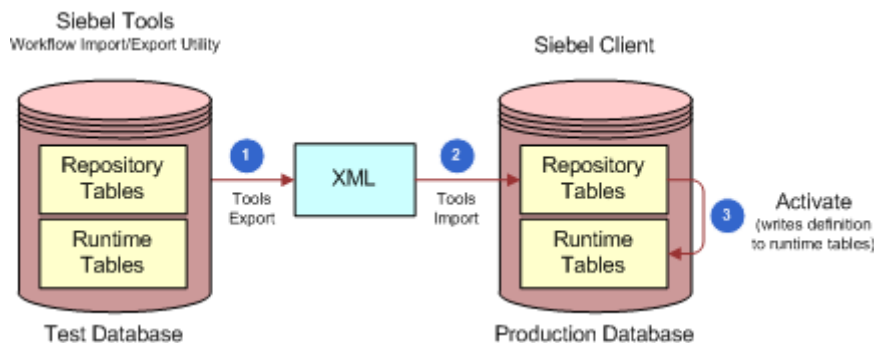 Siebel Tools
Workflow Import/Export Utility
Siebel Client
Repository
Tables
Runtime
Tables
Test Database
1
Tools
Export
XML
2
Tools
Import
Repository
Tables
Runtime
Tables
Production Database
3
Activate
(writes definition
to runtime tables)